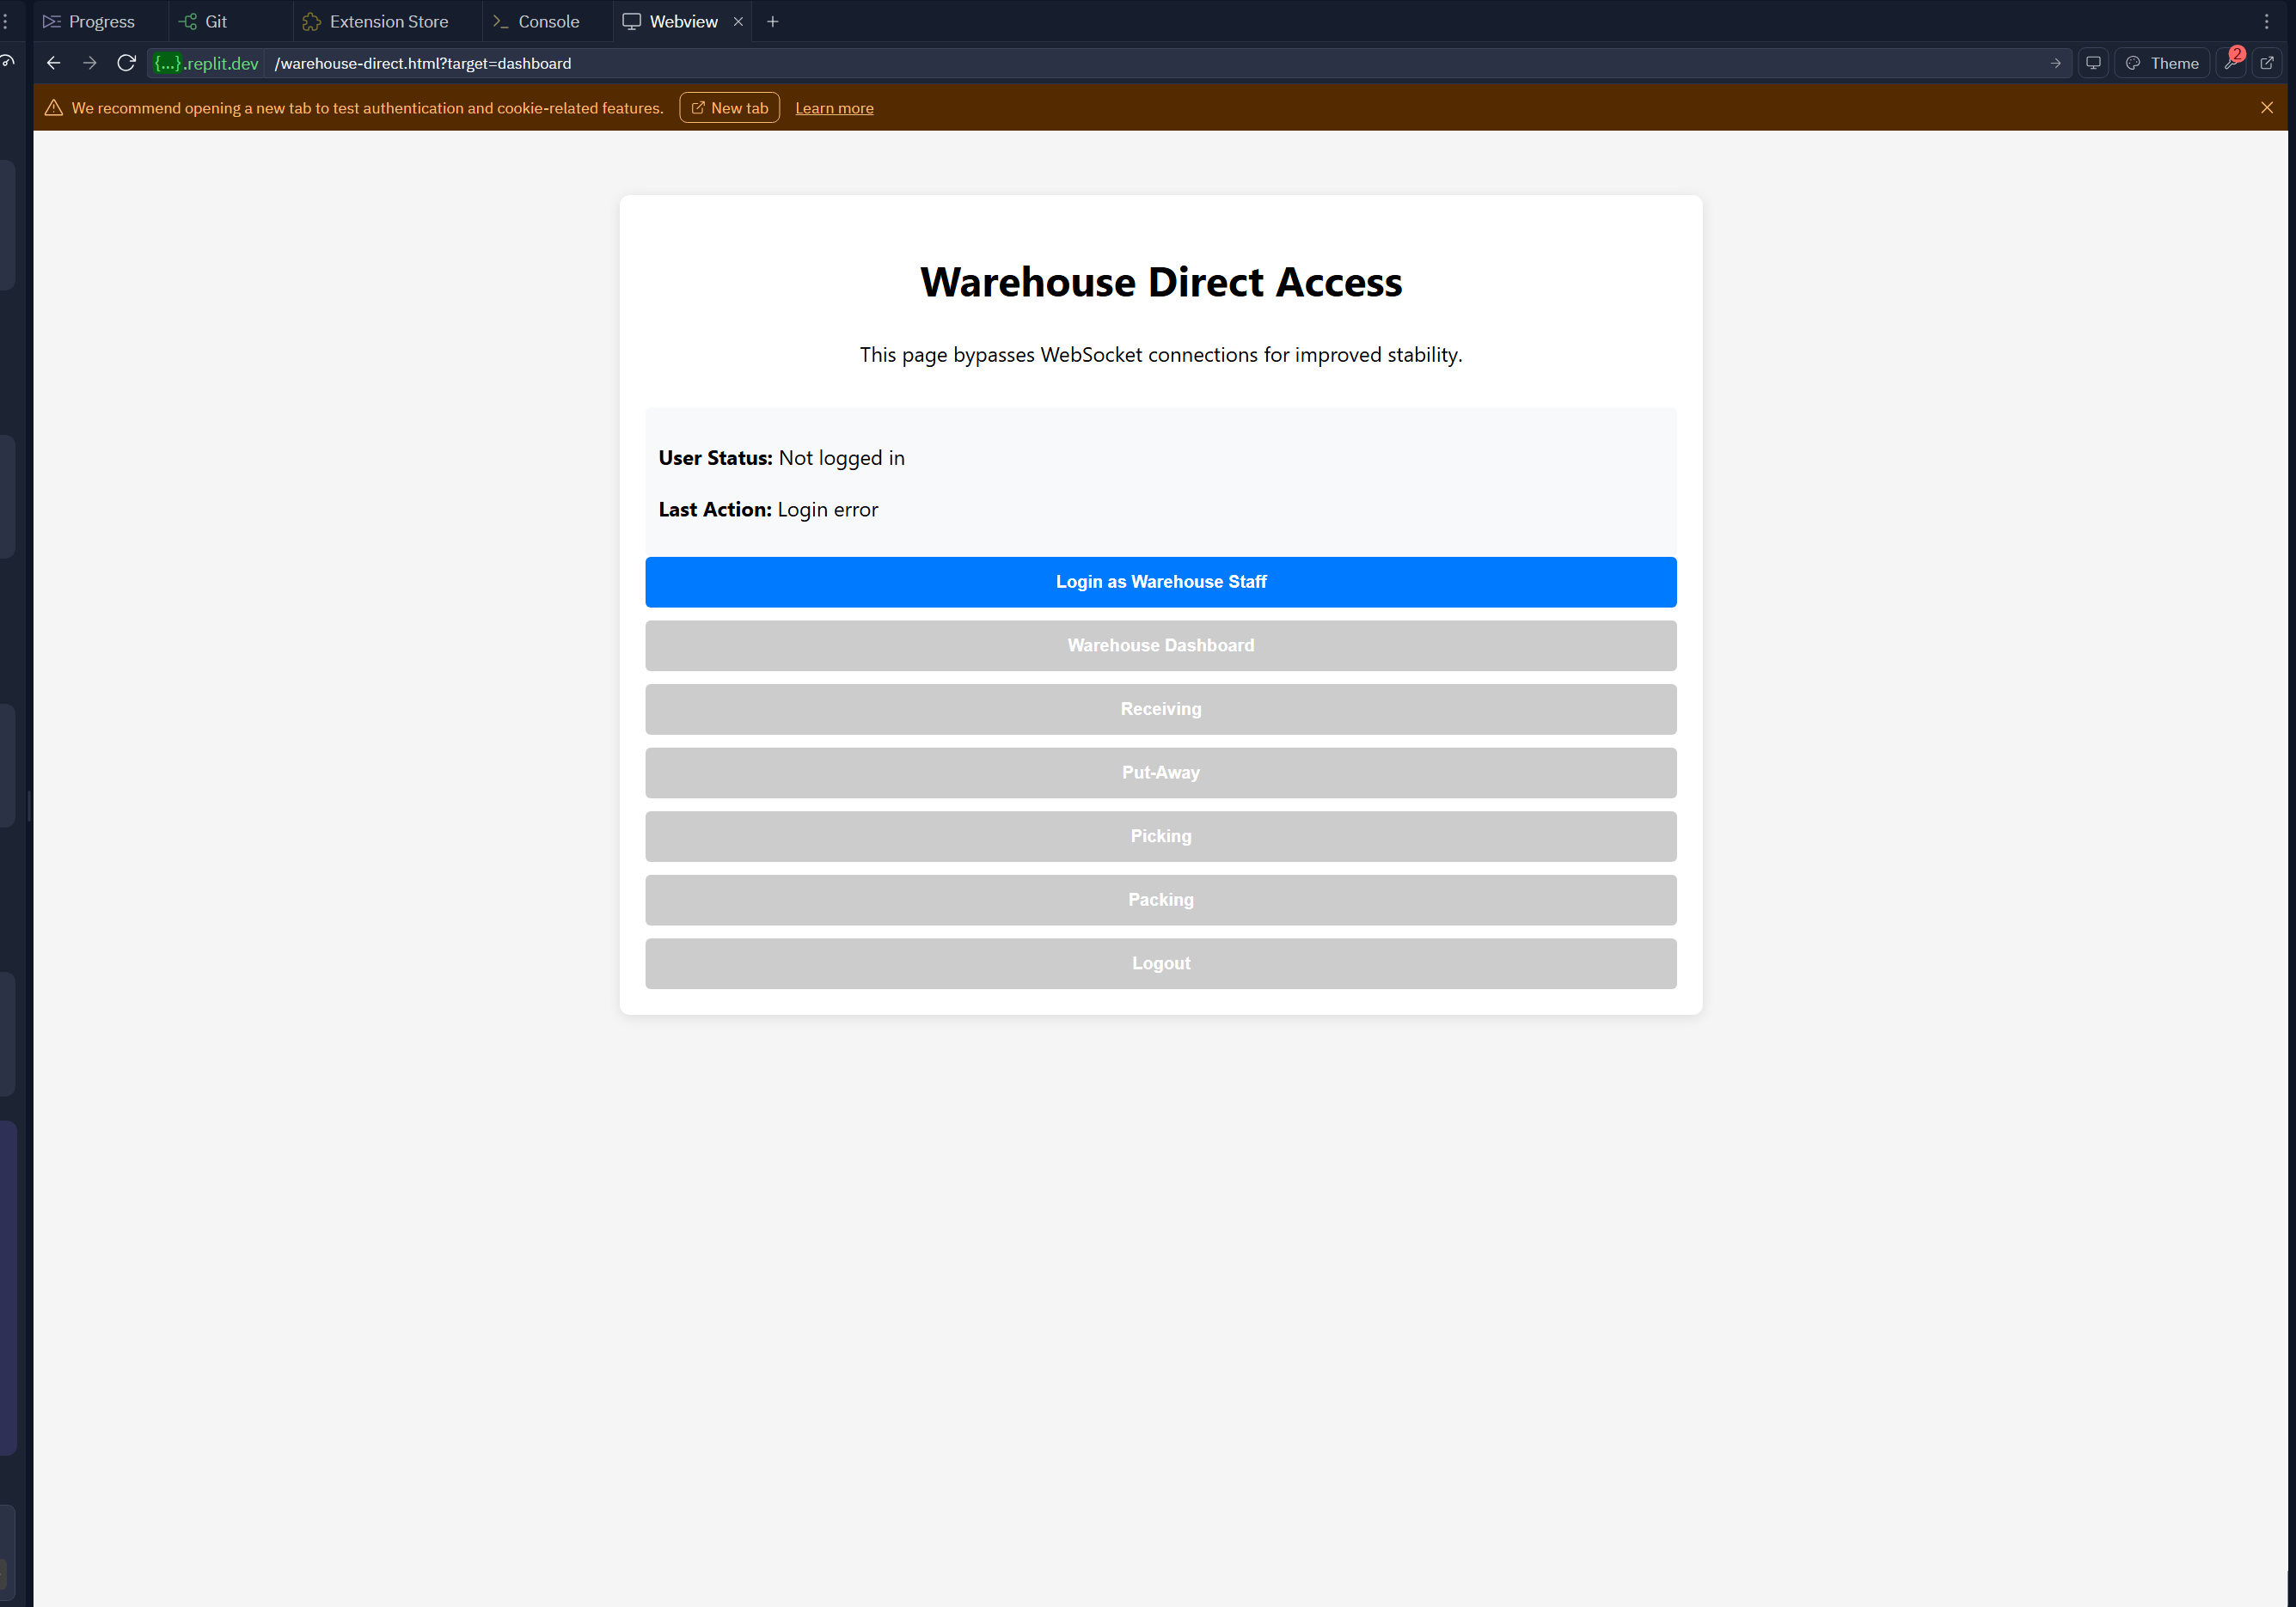 Progress
Git
Extension Store
Console
Webview
{...}.replit.dev /warehouse-direct.html?target=dashboard
Theme
2
We recommend opening a new tab to test authentication and cookie-related features. New tab Learn more
Warehouse Direct Access
This page bypasses WebSocket connections for improved stability.
User Status: Not logged in
Last Action: Login error
Login as Warehouse Staff
Warehouse Dashboard
Receiving
Put-Away
Picking
Packing
Logout